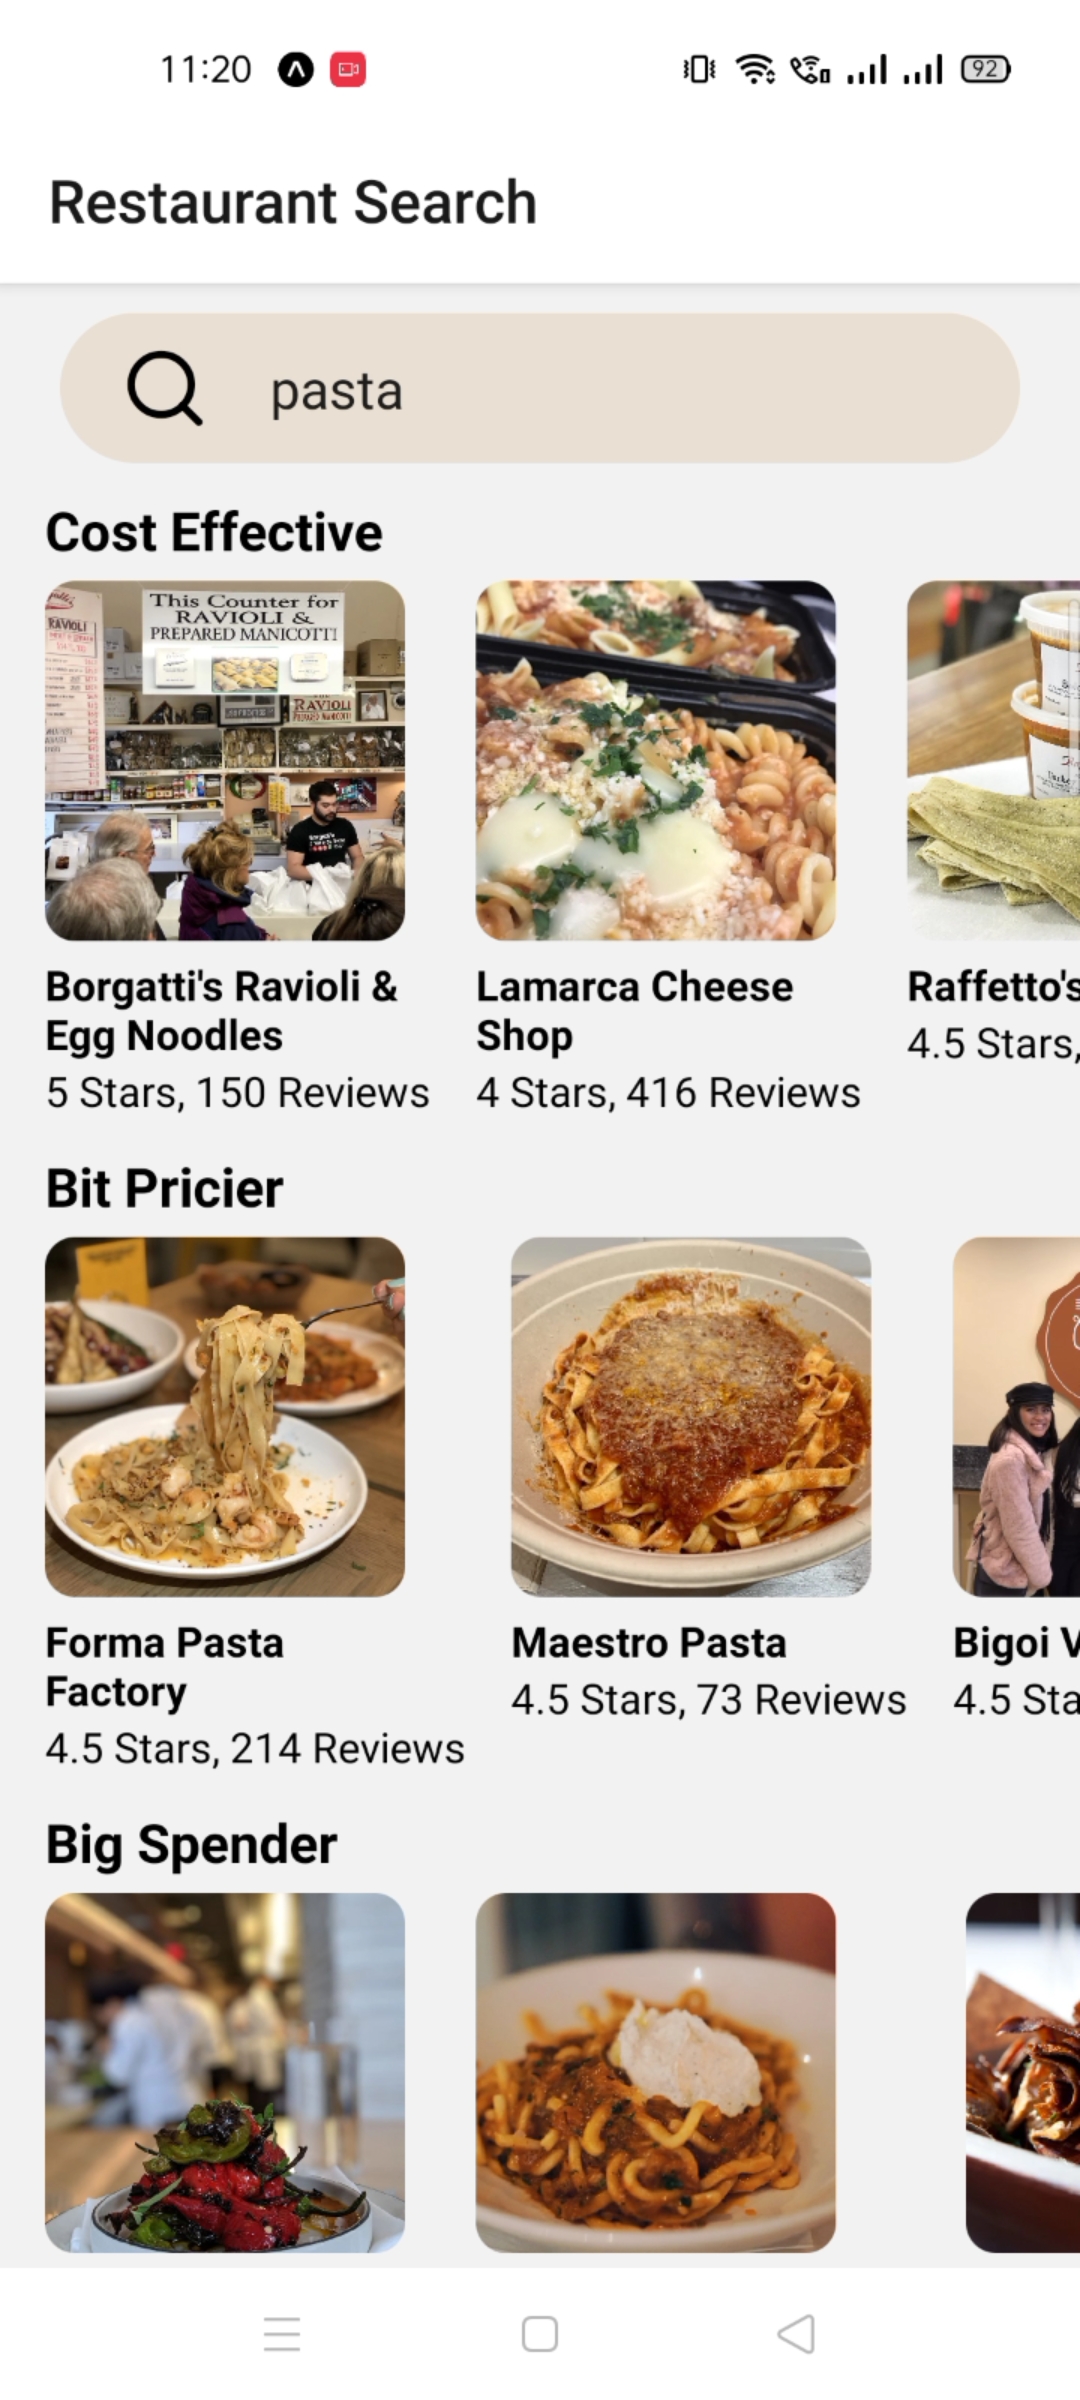 11:20
92
Restaurant Search
pasta
Cost Effective
This Counter for
RAVIOLI &
PREPARED MANICOTTI
RAVIOLI
RAVIOLI
PREPARED MANICOTTI
Borgatti's Ravioli &
Egg Noodles
5 Stars, 150 Reviews
Lamarca Cheese
Shop
4 Stars, 416 Reviews
Raffetto's
4.5 Stars,
Bit Pricier
Forma Pasta
Factory
4.5 Stars, 214 Reviews
Maestro Pasta
4.5 Stars, 73 Reviews
Bigoi V
4.5 Sta
Big Spender